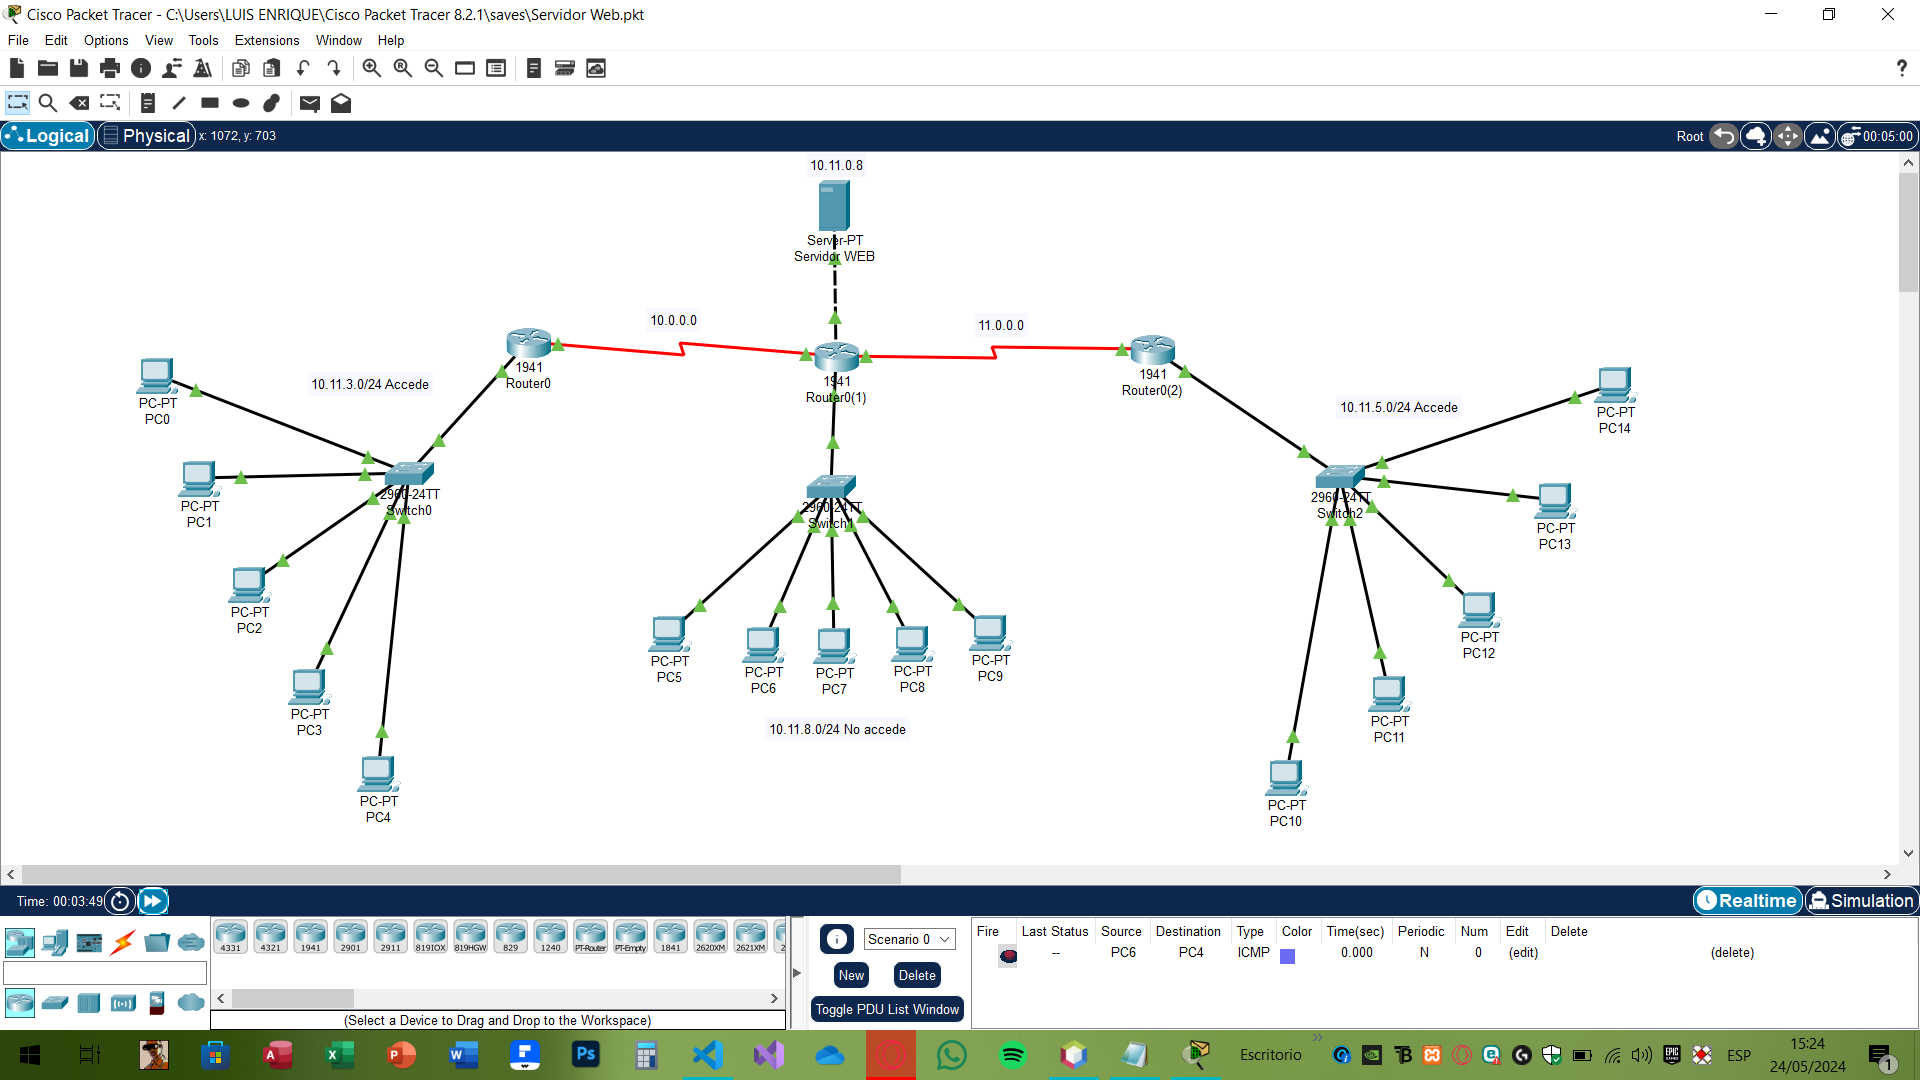 Cisco Packet Tracer - C:\Users\LUIS ENRIQUE\Cisco Packet Tracer 8.2.1\saves\Servidor Web.pkt
File Edit Options View Tools Extensions Window Help
Logical Physical x: 1072, y: 703 Root 00:05:00
10.11.0.8
Server-PT
Servidor WEB
10.0.0.0
11.0.0.0
1941
Router0
1941
Router0(1)
1941
Router0(2)
10.11.3.0/24 Accede
10.11.5.0/24 Accede
PC-PT
PC0
PC-PT
PC1
PC-PT
PC2
PC-PT
PC3
PC-PT
PC4
2960-24TT
Switch0
2960-24TT
Switch1
2960-24TT
Switch2
PC-PT
PC5
PC-PT
PC6
PC-PT
PC7
PC-PT
PC8
PC-PT
PC9
10.11.8.0/24 No accede
PC-PT
PC14
PC-PT
PC13
PC-PT
PC12
PC-PT
PC11
PC-PT
PC10
Time: 00:03:49 Realtime Simulation
4331 4321 1941 2901 2911 819IOX 819HGW 829 1240 PT-Router PT-Empty 1841 2620XM 2621XM
(Select a Device to Drag and Drop to the Workspace)
Scenario 0
New Delete
Toggle PDU List Window
Fire Last Status Source Destination Type Color Time(sec) Periodic Num Edit Delete
-- PC6 PC4 ICMP 0.000 N 0 (edit) (delete)
Escritorio
ESP
15:24
24/05/2024
1